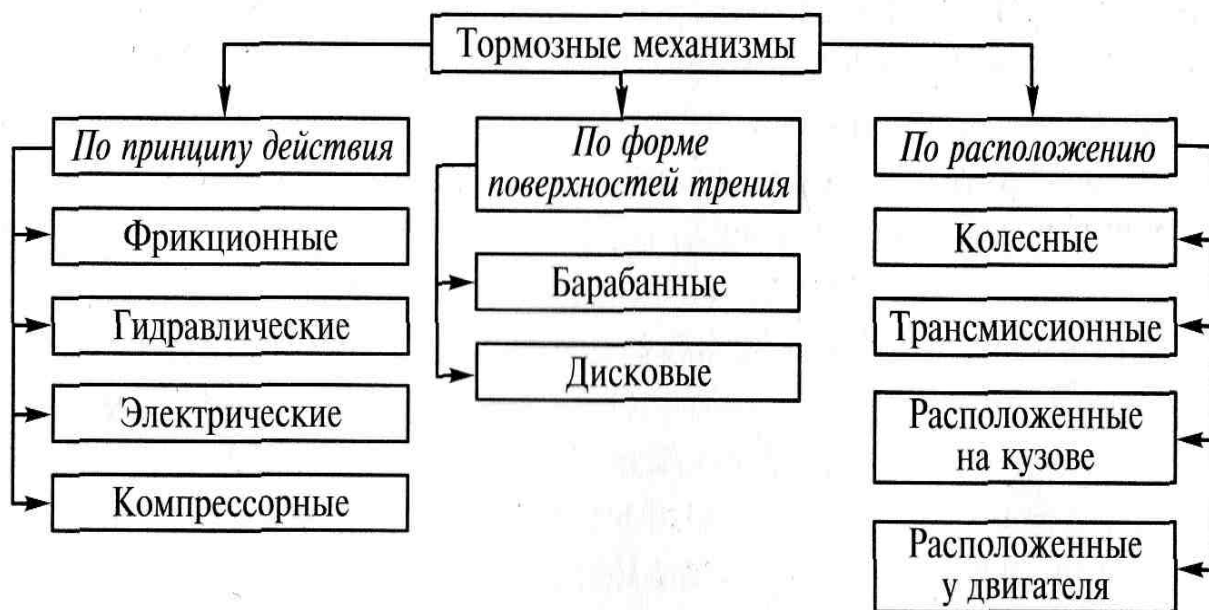 Тормозные механизмы
По принципу действия
Фрикционные
Гидравлические
Электрические
Компрессорные
По форме
поверхностей трения
Барабанные
Дисковые
По расположению
Колесные
Трансмиссионные
Расположенные
на кузове
Расположенные
у двигателя